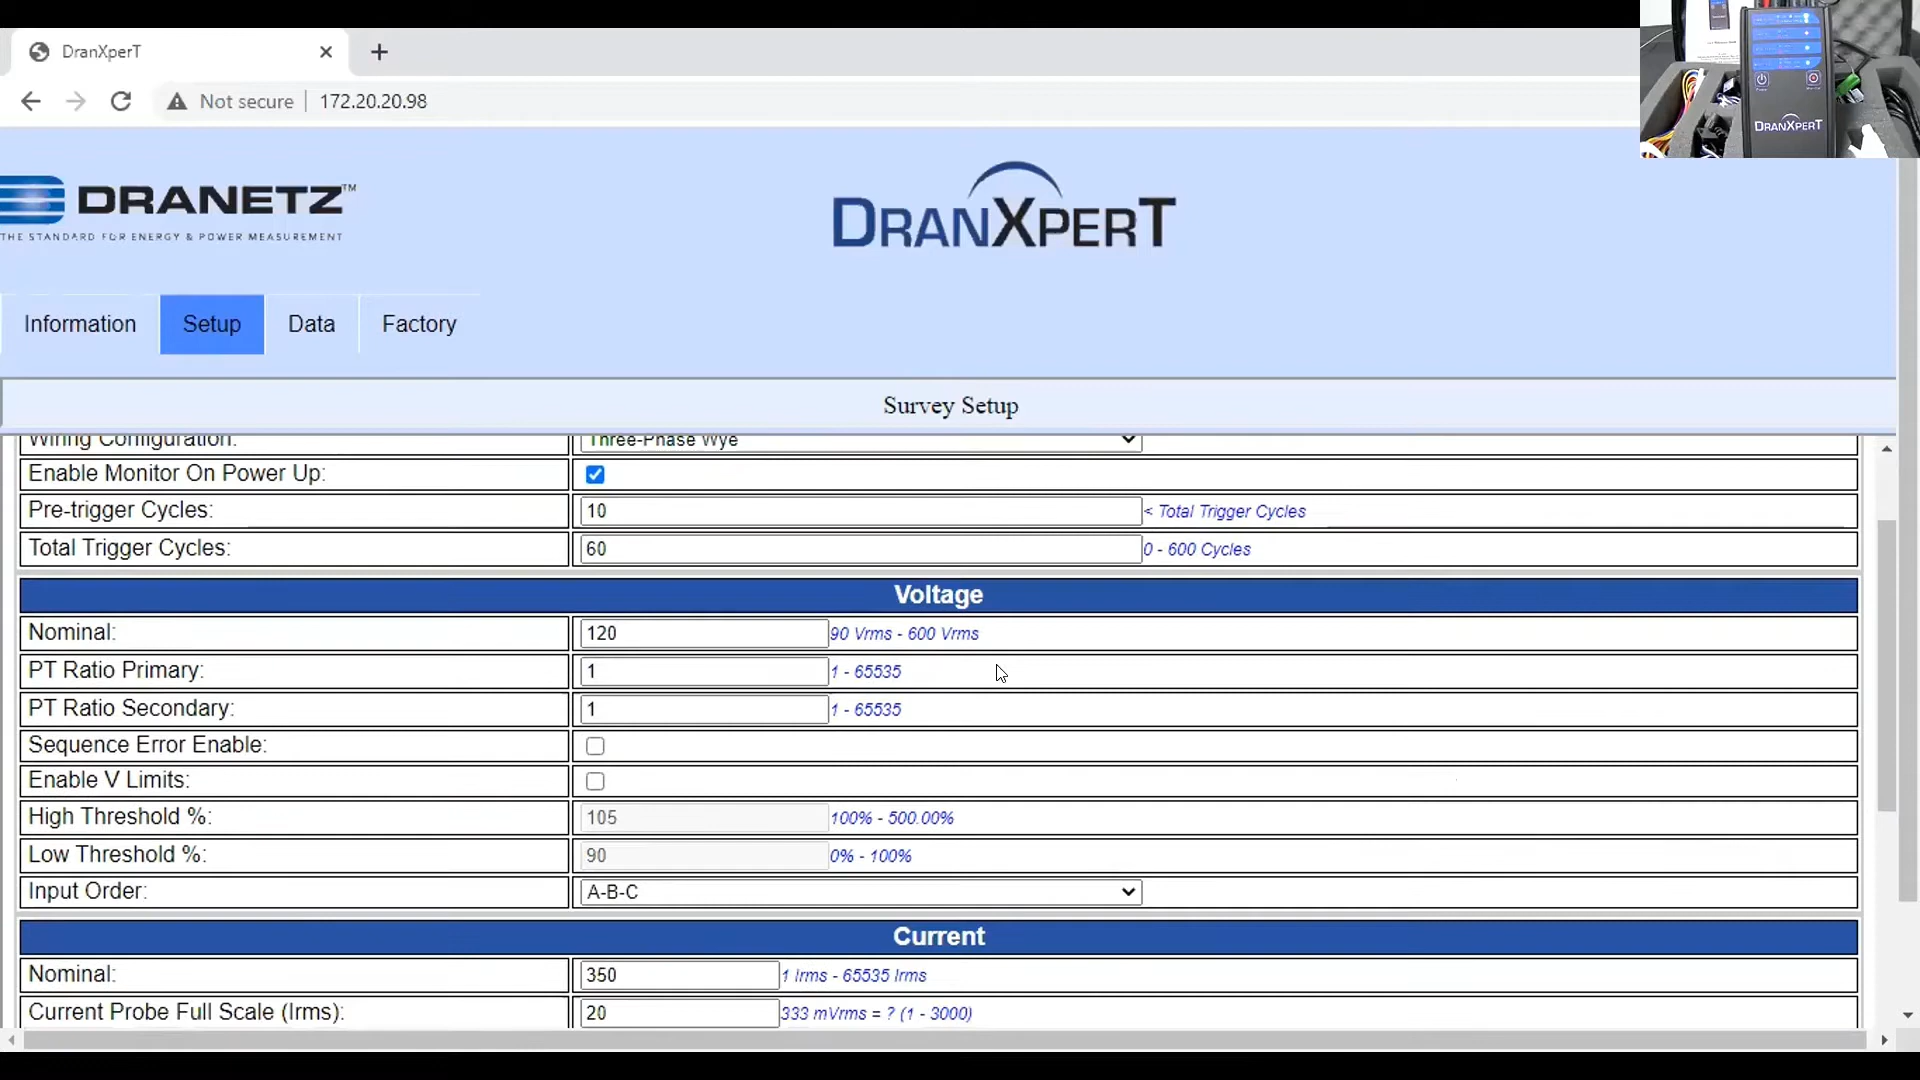 DranXpert
Not secure 172.20.20.98
DRANETZ™
THE STANDARD FOR ENERGY & POWER MEASUREMENT
DRANXPERT
Information Setup Data Factory
Survey Setup
Wiring Configuration: Three-Phase Wye
Enable Monitor On Power Up:
Pre-trigger Cycles: 10 < Total Trigger Cycles
Total Trigger Cycles: 60 0 - 600 Cycles
Voltage
Nominal: 120 90 Vrms - 600 Vrms
PT Ratio Primary: 1 1 - 65535
PT Ratio Secondary: 1 1 - 65535
Sequence Error Enable:
Enable V Limits:
High Threshold %: 105 100% - 500.00%
Low Threshold %: 90 0% - 100%
Input Order: A-B-C
Current
Nominal: 350 1 Irms - 65535 Irms
Current Probe Full Scale (Irms): 20 333 mVrms = ? (1 - 3000)
DRANXPERT